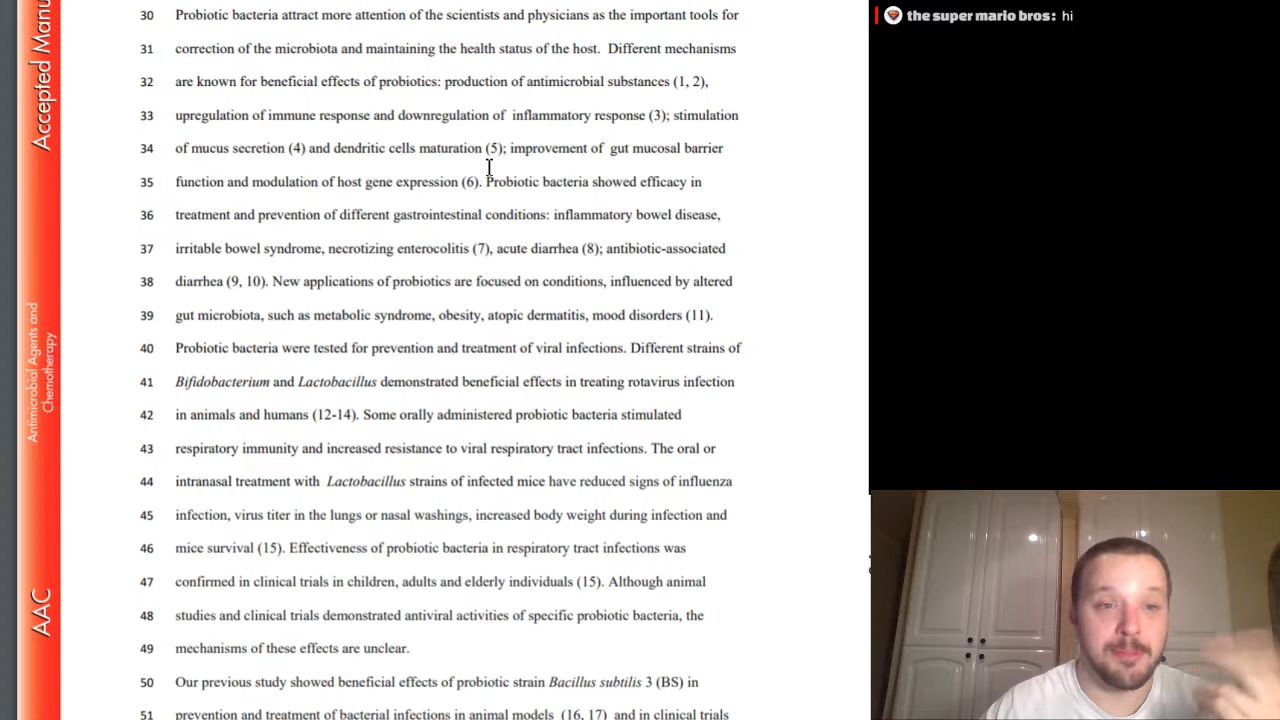 Accepted Manu
Antimicrobial Agents and
Chemotherapy
AAC
30 Probiotic bacteria attract more attention of the scientists and physicians as the important tools for
31 correction of the microbiota and maintaining the health status of the host.  Different mechanisms
32 are known for beneficial effects of probiotics: production of antimicrobial substances (1, 2),
33 upregulation of immune response and downregulation of  inflammatory response (3); stimulation
34 of mucus secretion (4) and dendritic cells maturation (5); improvement of  gut mucosal barrier
35 function and modulation of host gene expression (6). Probiotic bacteria showed efficacy in
36 treatment and prevention of different gastrointestinal conditions: inflammatory bowel disease,
37 irritable bowel syndrome, necrotizing enterocolitis (7), acute diarrhea (8); antibiotic-associated
38 diarrhea (9, 10). New applications of probiotics are focused on conditions, influenced by altered
39 gut microbiota, such as metabolic syndrome, obesity, atopic dermatitis, mood disorders (11).
40 Probiotic bacteria were tested for prevention and treatment of viral infections. Different strains of
41 Bifidobacterium and Lactobacillus demonstrated beneficial effects in treating rotavirus infection
42 in animals and humans (12-14). Some orally administered probiotic bacteria stimulated
43 respiratory immunity and increased resistance to viral respiratory tract infections. The oral or
44 intranasal treatment with  Lactobacillus strains of infected mice have reduced signs of influenza
45 infection, virus titer in the lungs or nasal washings, increased body weight during infection and
46 mice survival (15). Effectiveness of probiotic bacteria in respiratory tract infections was
47 confirmed in clinical trials in children, adults and elderly individuals (15). Although animal
48 studies and clinical trials demonstrated antiviral activities of specific probiotic bacteria, the
49 mechanisms of these effects are unclear.
50 Our previous study showed beneficial effects of probiotic strain Bacillus subtilis 3 (BS) in
51 prevention and treatment of bacterial infections in animal models  (16, 17)  and in clinical trials
the super mario bros: hi